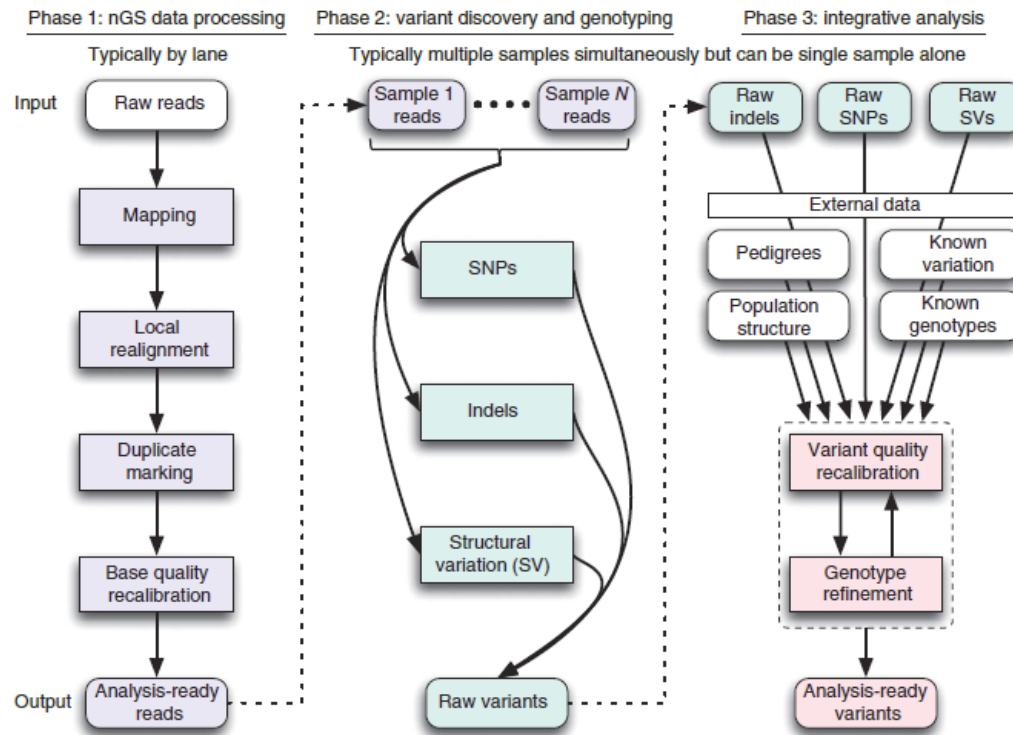 Phase 1: nGS data processing
Typically by lane
Input
Raw reads
Mapping
Local
realignment
Duplicate
marking
Base quality
recalibration
Output
Analysis-ready
reads
Phase 2: variant discovery and genotyping
Typically multiple samples simultaneously but can be single sample alone
Sample 1
reads
Sample N
reads
SNPs
Indels
Structural
variation (SV)
Raw variants
Phase 3: integrative analysis
Raw
indels
Raw
SNPs
Raw
SVs
External data
Pedigrees
Known
variation
Population
structure
Known
genotypes
Variant quality
recalibration
Genotype
refinement
Analysis-ready
variants